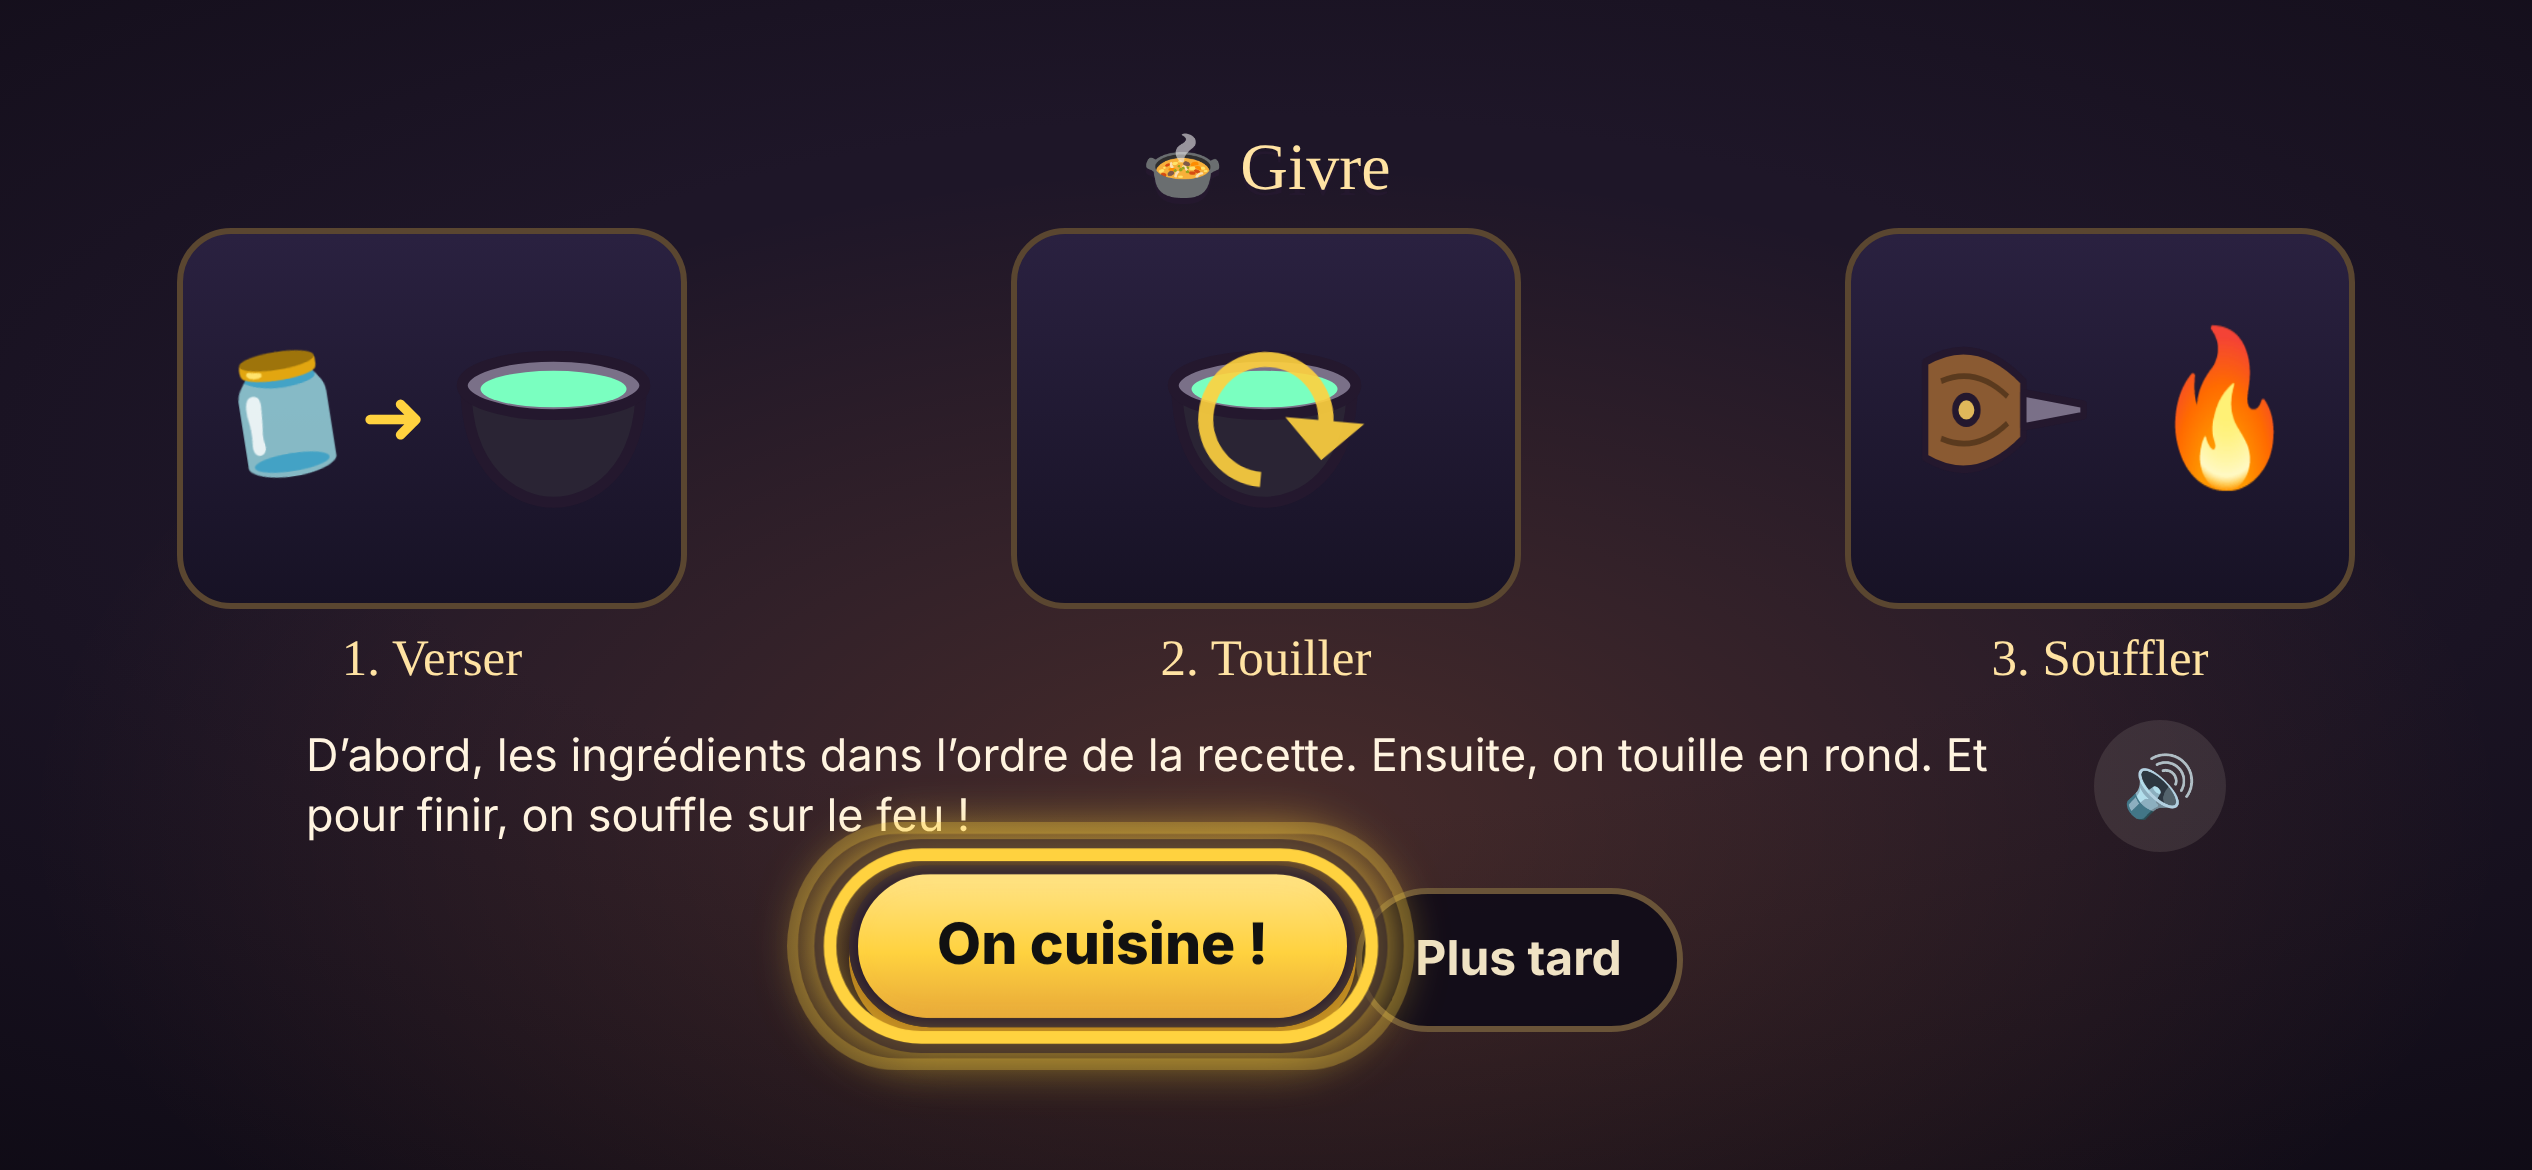 Givre
1. Verser
2. Touiller
3. Souffler
D’abord, les ingrédients dans l’ordre de la recette. Ensuite, on touille en rond. Et
pour finir, on souffle sur le feu !
On cuisine !
Plus tard